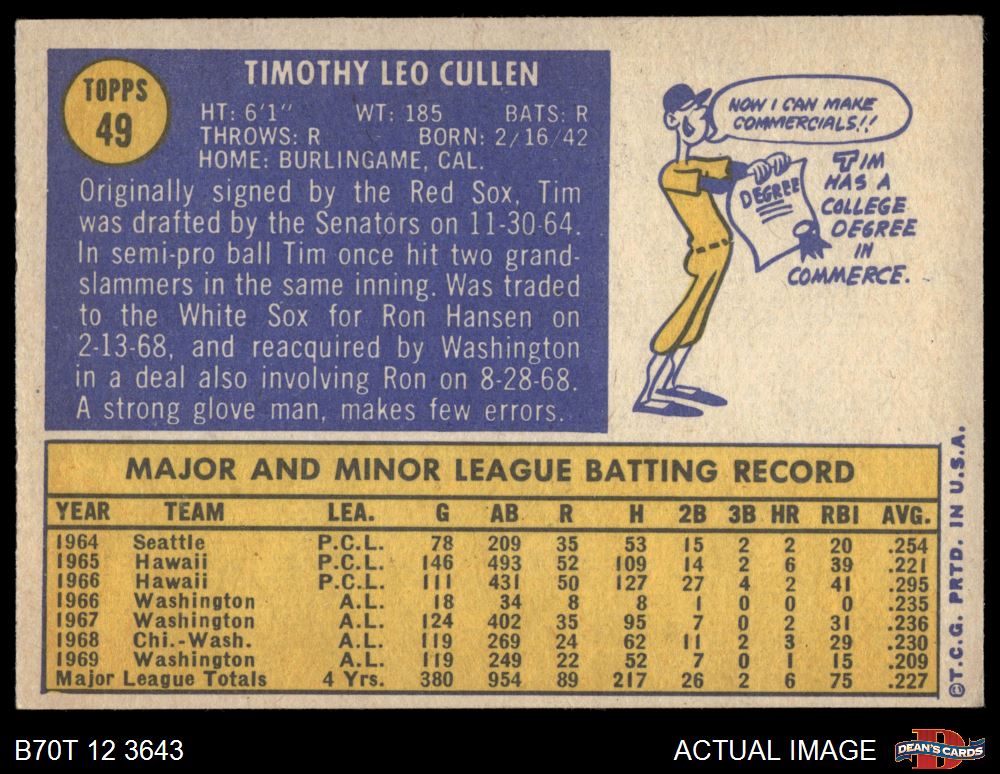 TOPPS
49
TIMOTHY LEO CULLEN
HT: 6'1" WT: 185 BATS: R
THROWS: R BORN: 2/16/42
HOME: BURLINGAME, CAL.
Originally signed by the Red Sox, Tim
was drafted by the Senators on 11-30-64.
In semi-pro ball Tim once hit two grand-
slammers in the same inning. Was traded
to the White Sox for Ron Hansen on
2-13-68, and reacquired by Washington
in a deal also involving Ron on 8-28-68.
A strong glove man, makes few errors.
NOW I CAN MAKE
COMMERCIALS!!
DEGREE
TIM
HAS A
COLLEGE
DEGREE
IN
COMMERCE.
MAJOR AND MINOR LEAGUE BATTING RECORD
YEAR TEAM LEA. G AB R H 2B 3B HR RBI AVG.
1964 Seattle P.C.L. 78 209 35 53 15 2 2 20 .254
1965 Hawaii P.C.L. 146 493 52 109 14 2 6 39 .221
1966 Hawaii P.C.L. 111 431 50 127 27 4 2 41 .295
1966 Washington A.L. 18 34 8 8 1 0 0 0 .235
1967 Washington A.L. 124 402 35 95 7 0 2 31 .236
1968 Chi.-Wash. A.L. 119 269 24 62 11 2 3 29 .230
1969 Washington A.L. 119 249 22 52 7 0 1 15 .209
Major League Totals 4 Yrs. 380 954 89 217 26 2 6 75 .227
©T.C.G. PRTD. IN U.S.A.
B70T 12 3643
ACTUAL IMAGE
DEAN'S CARDS